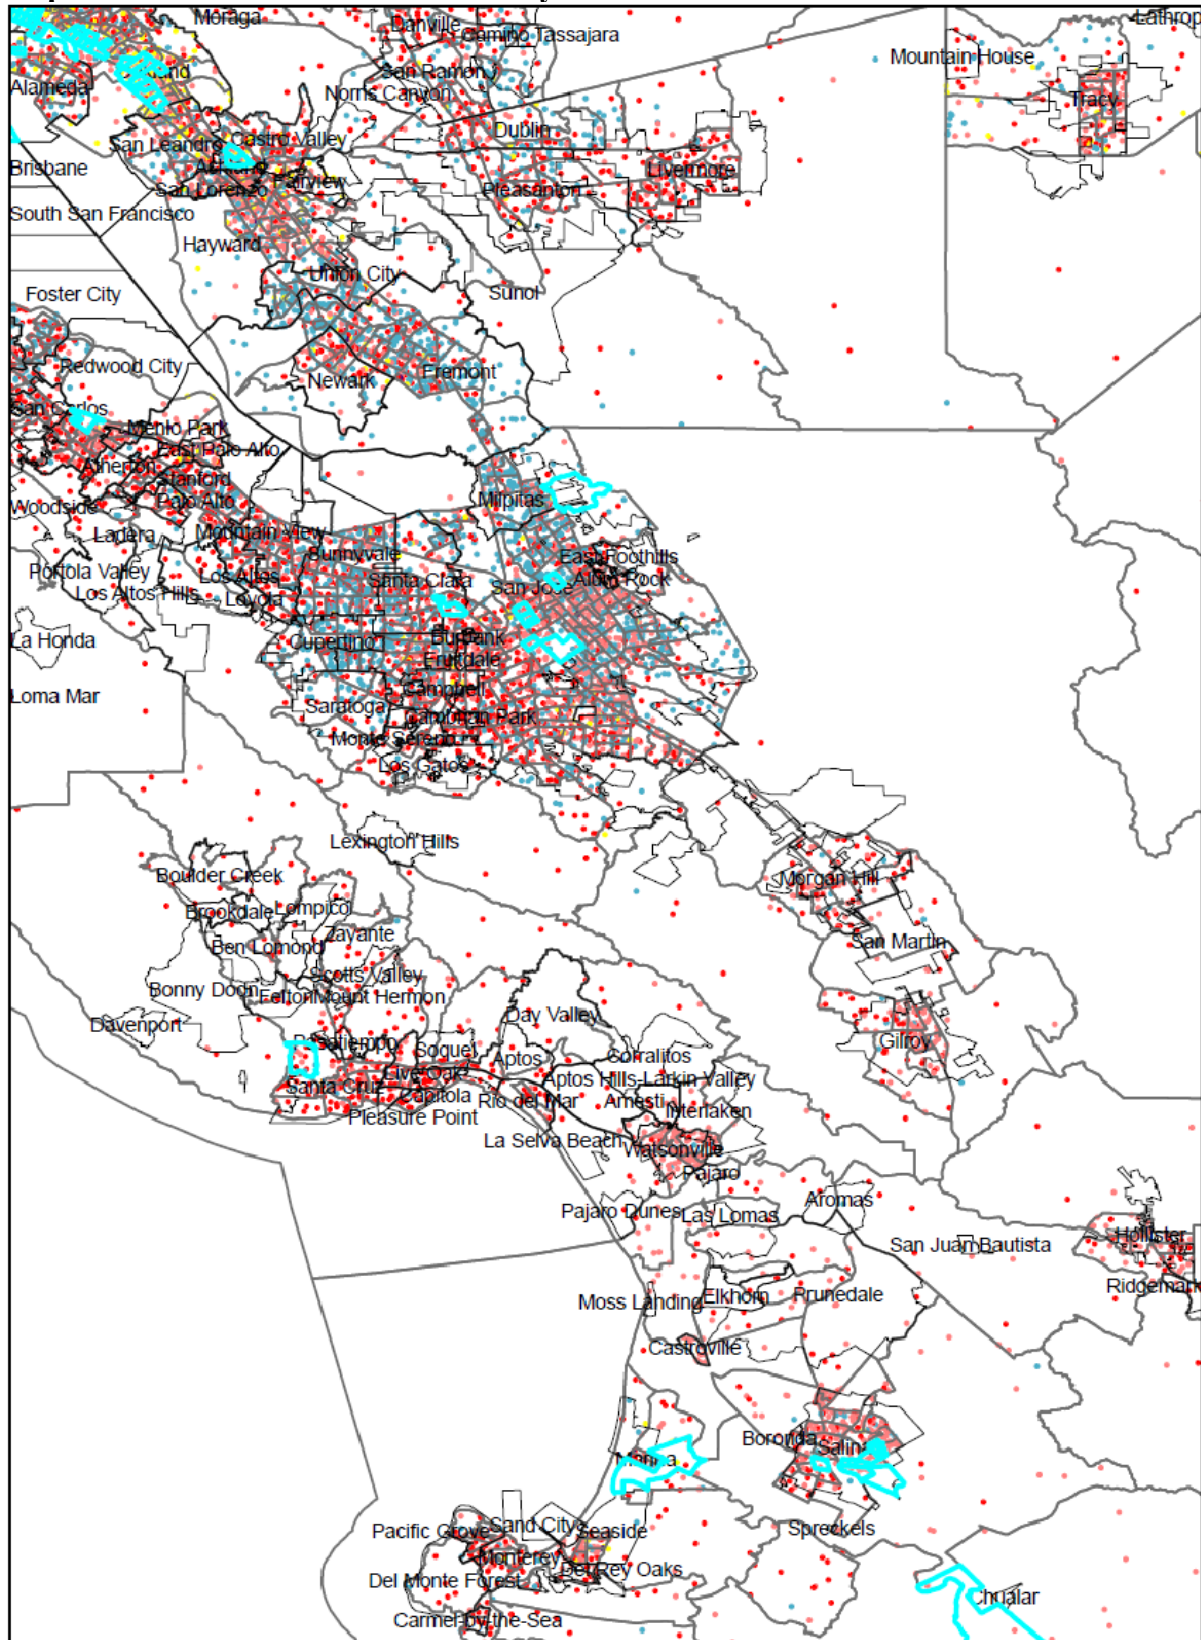 Moraga
Danville
Camino Tassajara
Lathrop
Mountain House
San Ramon
Alameda
Norris Canyon
Tracy
Dublin
San Leandro
Castro Valley
Brisbane
Livermore
San Lorenzo
Fairview
Pleasanton
South San Francisco
Hayward
Union City
Sunol
Foster City
Redwood City
Newark
Fremont
San Carlos
Menlo Park
East Palo Alto
Atherton
Stanford
Woodside
Palo Alto
Milpitas
Ladera
Mountain View
Sunnyvale
East Foothills
Portola Valley
Los Altos
Santa Clara
San Jose
Alum Rock
Los Altos Hills
Loyola
La Honda
Cupertino
Burbank
Fruitdale
Loma Mar
Campbell
Saratoga
Cambrian Park
Monte Sereno
Los Gatos
Lexington Hills
Boulder Creek
Morgan Hill
Brookdale
Lompico
Zayante
Ben Lomond
San Martin
Scotts Valley
Bonny Doon
Felton
Mount Hermon
Davenport
Day Valley
Pasatiempo
Soquel
Aptos
Corralitos
Gilroy
Live Oak
Santa Cruz
Capitola
Rio del Mar
Aptos Hills-Larkin Valley
Amesti
Interlaken
Pleasure Point
La Selva Beach
Watsonville
Pajaro
Pajaro Dunes
Las Lomas
Aromas
San Juan Bautista
Hollister
Ridgemark
Moss Landing
Elkhorn
Prunedale
Castroville
Boronda
Salinas
Marina
Spreckels
Pacific Grove
Sand City
Seaside
Monterey
Del Rey Oaks
Del Monte Forest
Chualar
Carmel-by-the-Sea